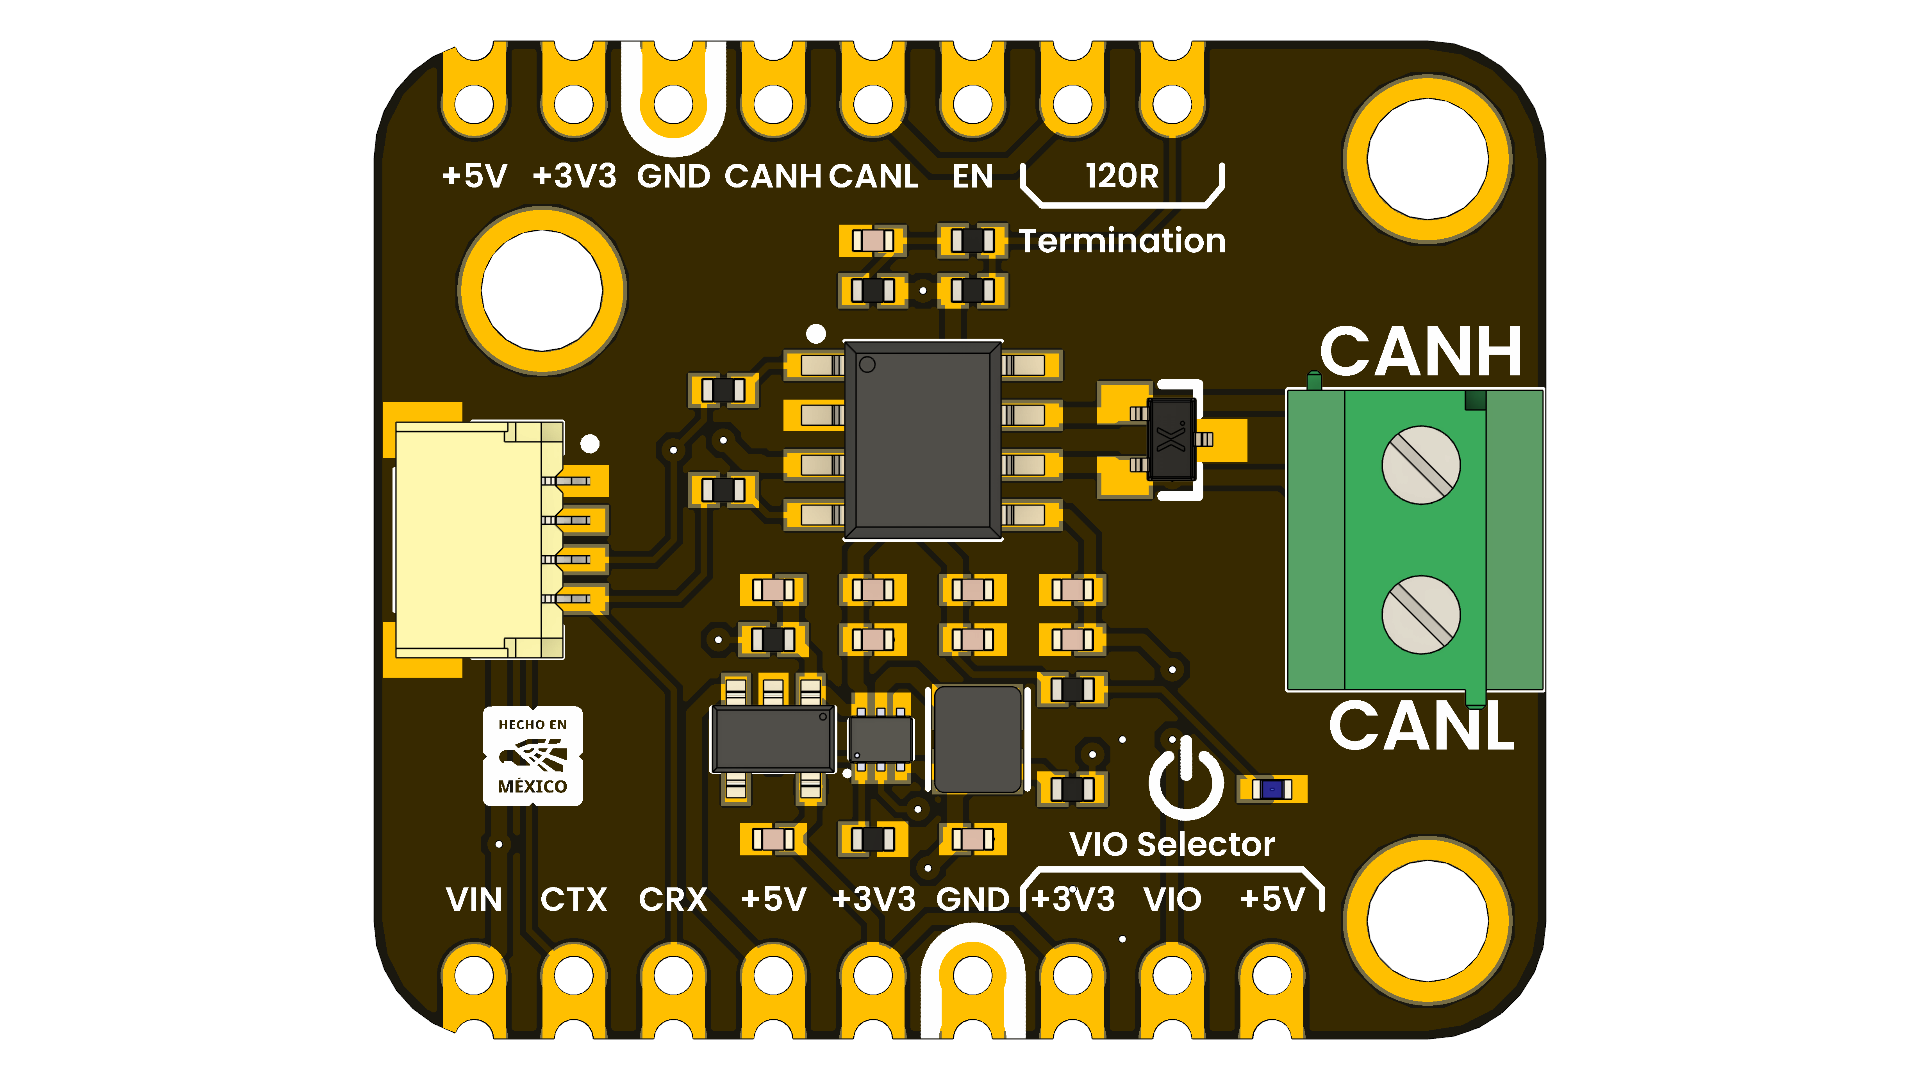 +5V +3V3 GND CANH CANL EN 120R
Termination
CANH
CANL
HECHO EN
MÉXICO
VIO Selector
VIN CTX CRX +5V +3V3 GND +3V3 VIO +5V